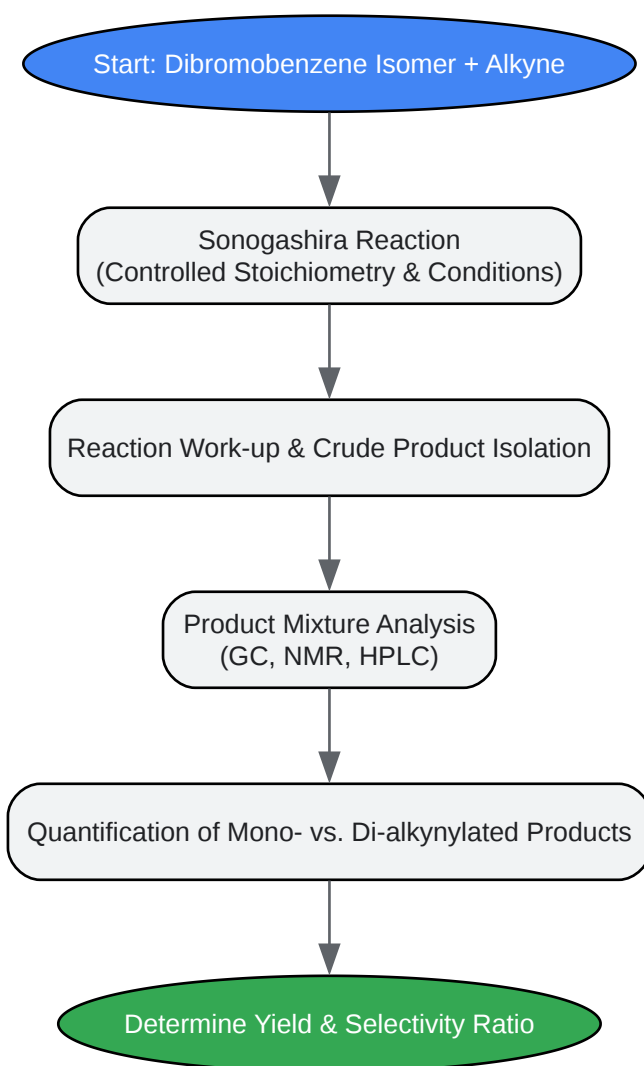 Start: Dibromobenzene Isomer + Alkyne
Sonogashira Reaction
(Controlled Stoichiometry & Conditions)
Reaction Work-up & Crude Product Isolation
Product Mixture Analysis
(GC, NMR, HPLC)
Quantification of Mono- vs. Di-alkynylated Products
Determine Yield & Selectivity Ratio